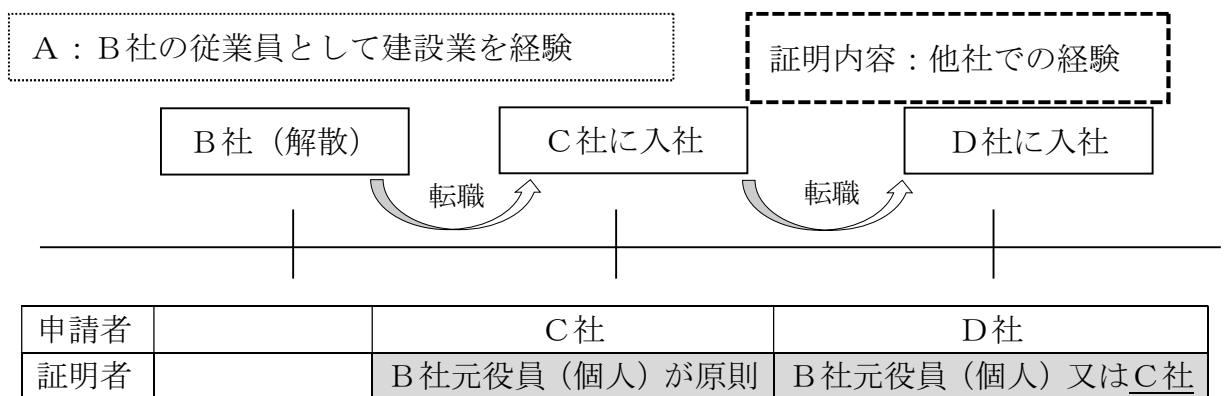 A：B社の従業員として建設業を経験
証明内容：他社での経験
B社（解散）
C社に入社
D社に入社
転職
転職
申請者 C社 D社
証明者 B社元役員（個人）が原則 B社元役員（個人）又はC社